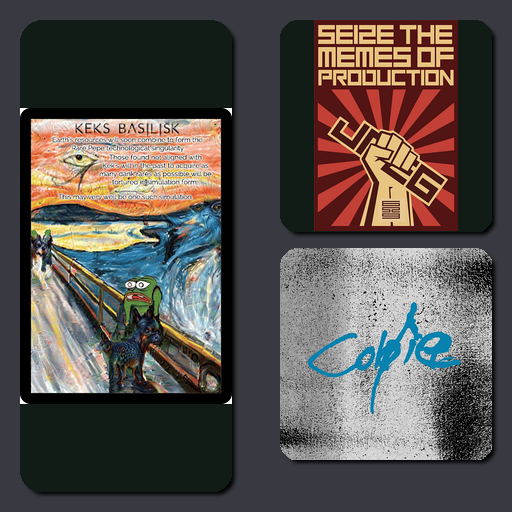 KEKS BASILISK
Earth's resources will soon combine to form the
Rare Pepe technological singularity.
Those found not aligned with
Kek's will in the past to acquire as
many dank rares as possible will be
tortured in simulation form.
This may very well be one such simulation.
SEIZE THE
MEMES OF
PRODUCTION